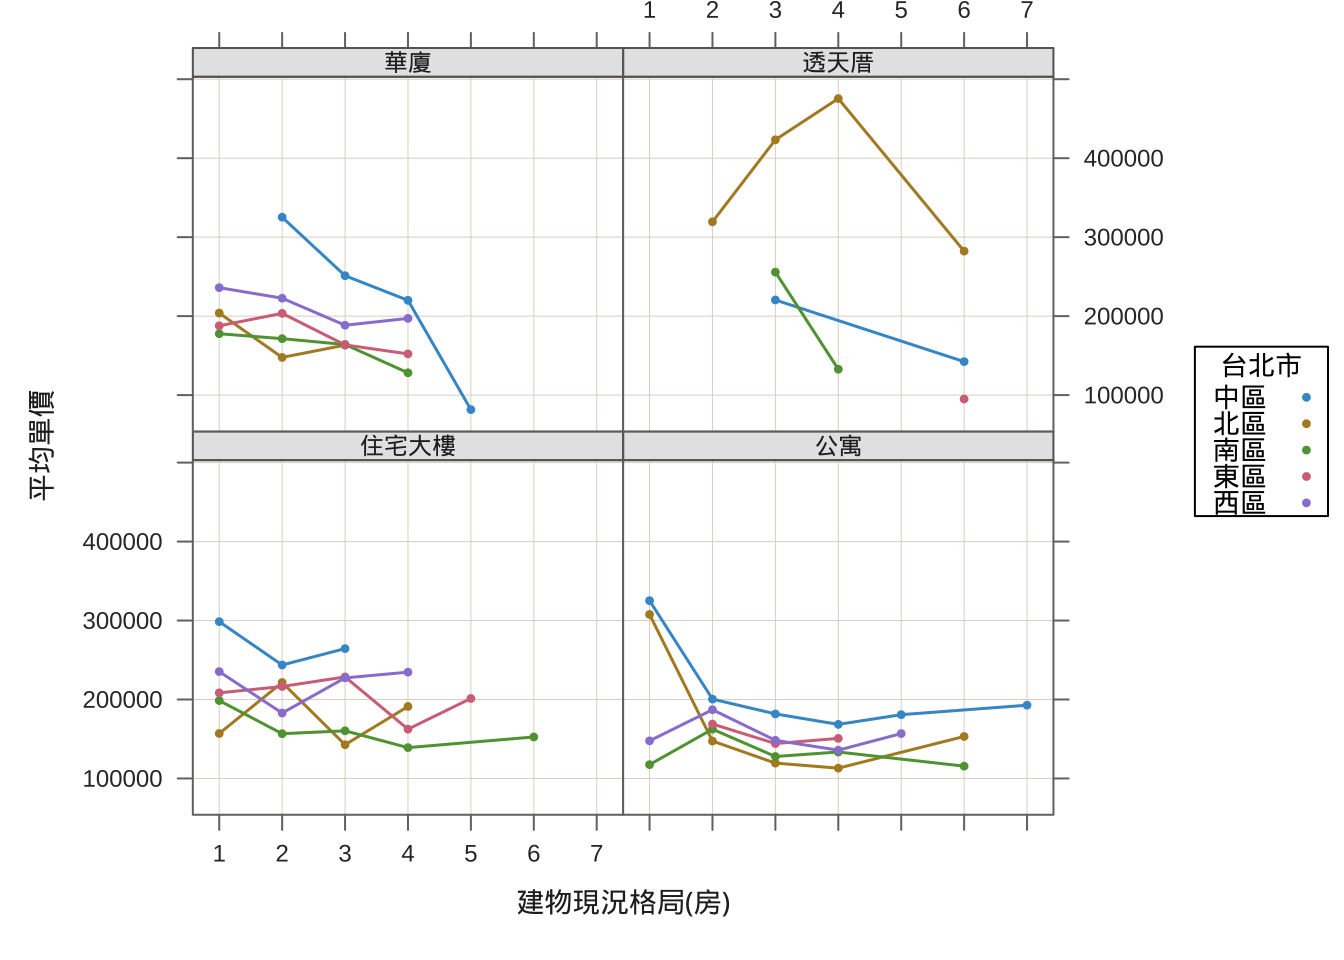 1 2 3 4 5 6 7
華廈
透天厝
400000
300000
200000
100000
住宅大樓
公寓
400000
300000
200000
100000
1 2 3 4 5 6 7
平均單價
建物現況格局(房)
台北市
中區
北區
南區
東區
西區